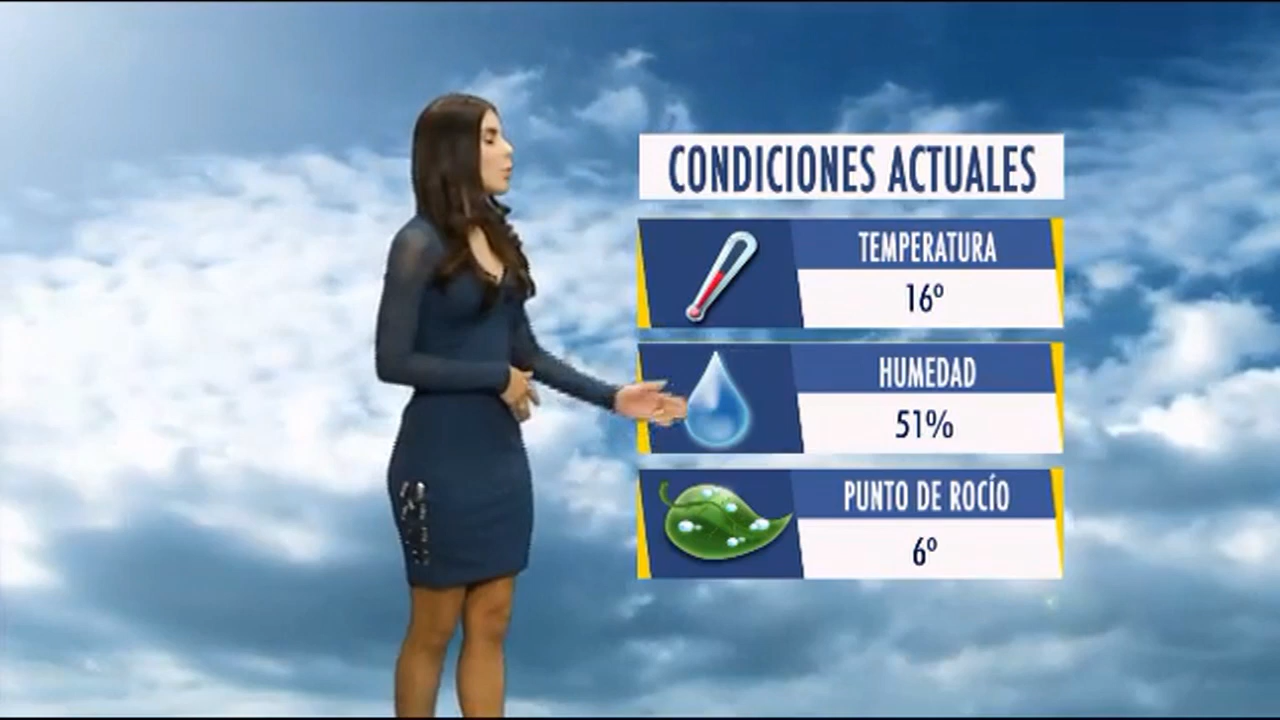 CONDICIONES ACTUALES
TEMPERATURA
16º
HUMEDAD
51%
PUNTO DE ROCÍO
6º